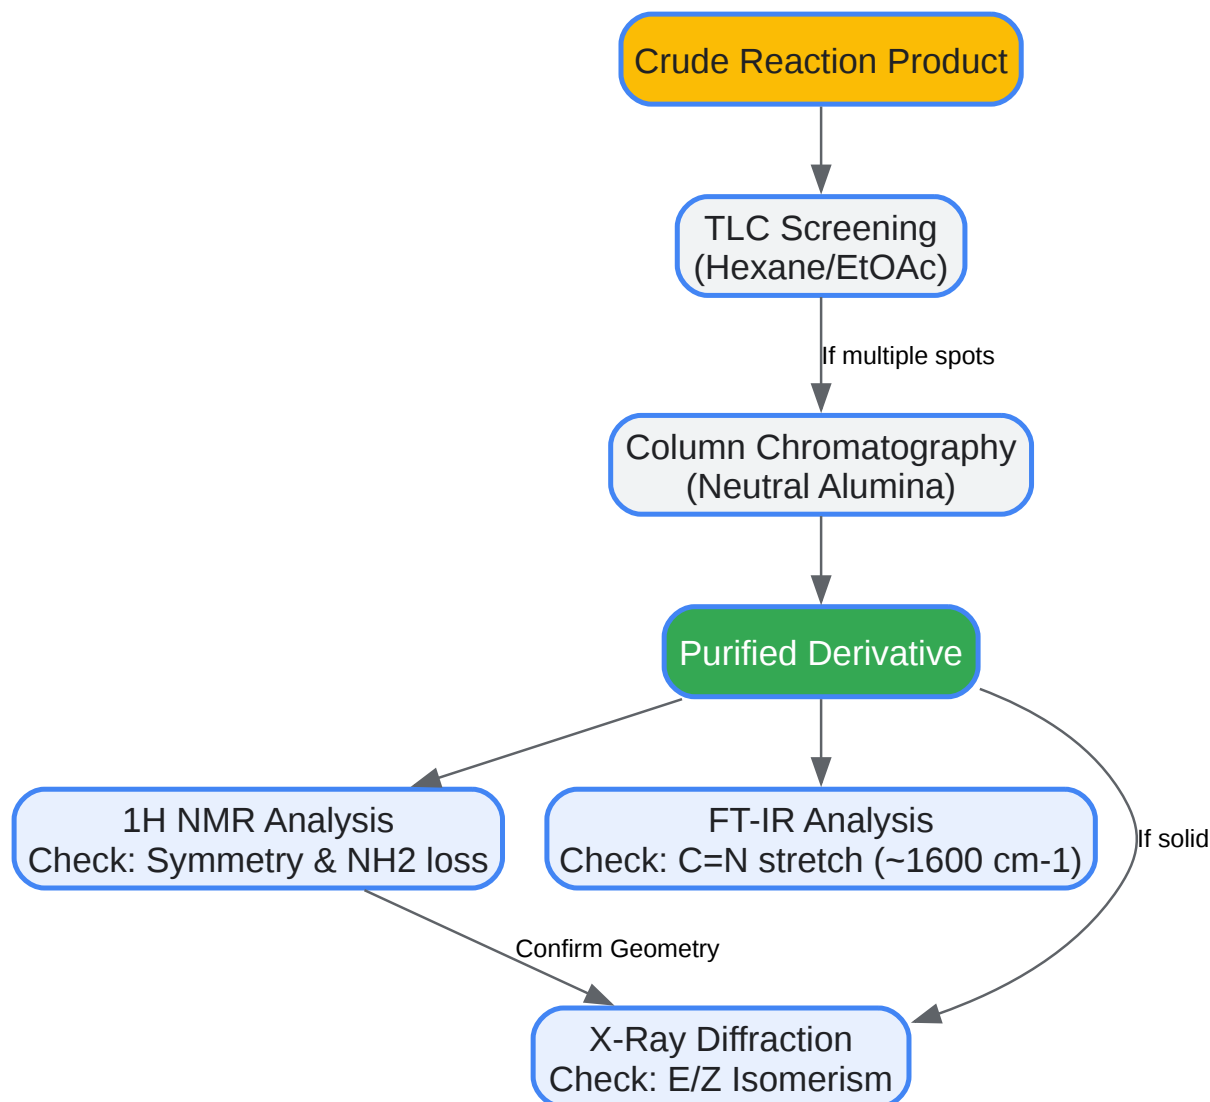 Crude Reaction Product
TLC Screening
(Hexane/EtOAc)
If multiple spots
Column Chromatography
(Neutral Alumina)
Purified Derivative
1H NMR Analysis
Check: Symmetry & NH2 loss
FT-IR Analysis
Check: C=N stretch (~1600 cm-1)
If solid
Confirm Geometry
X-Ray Diffraction
Check: E/Z Isomerism